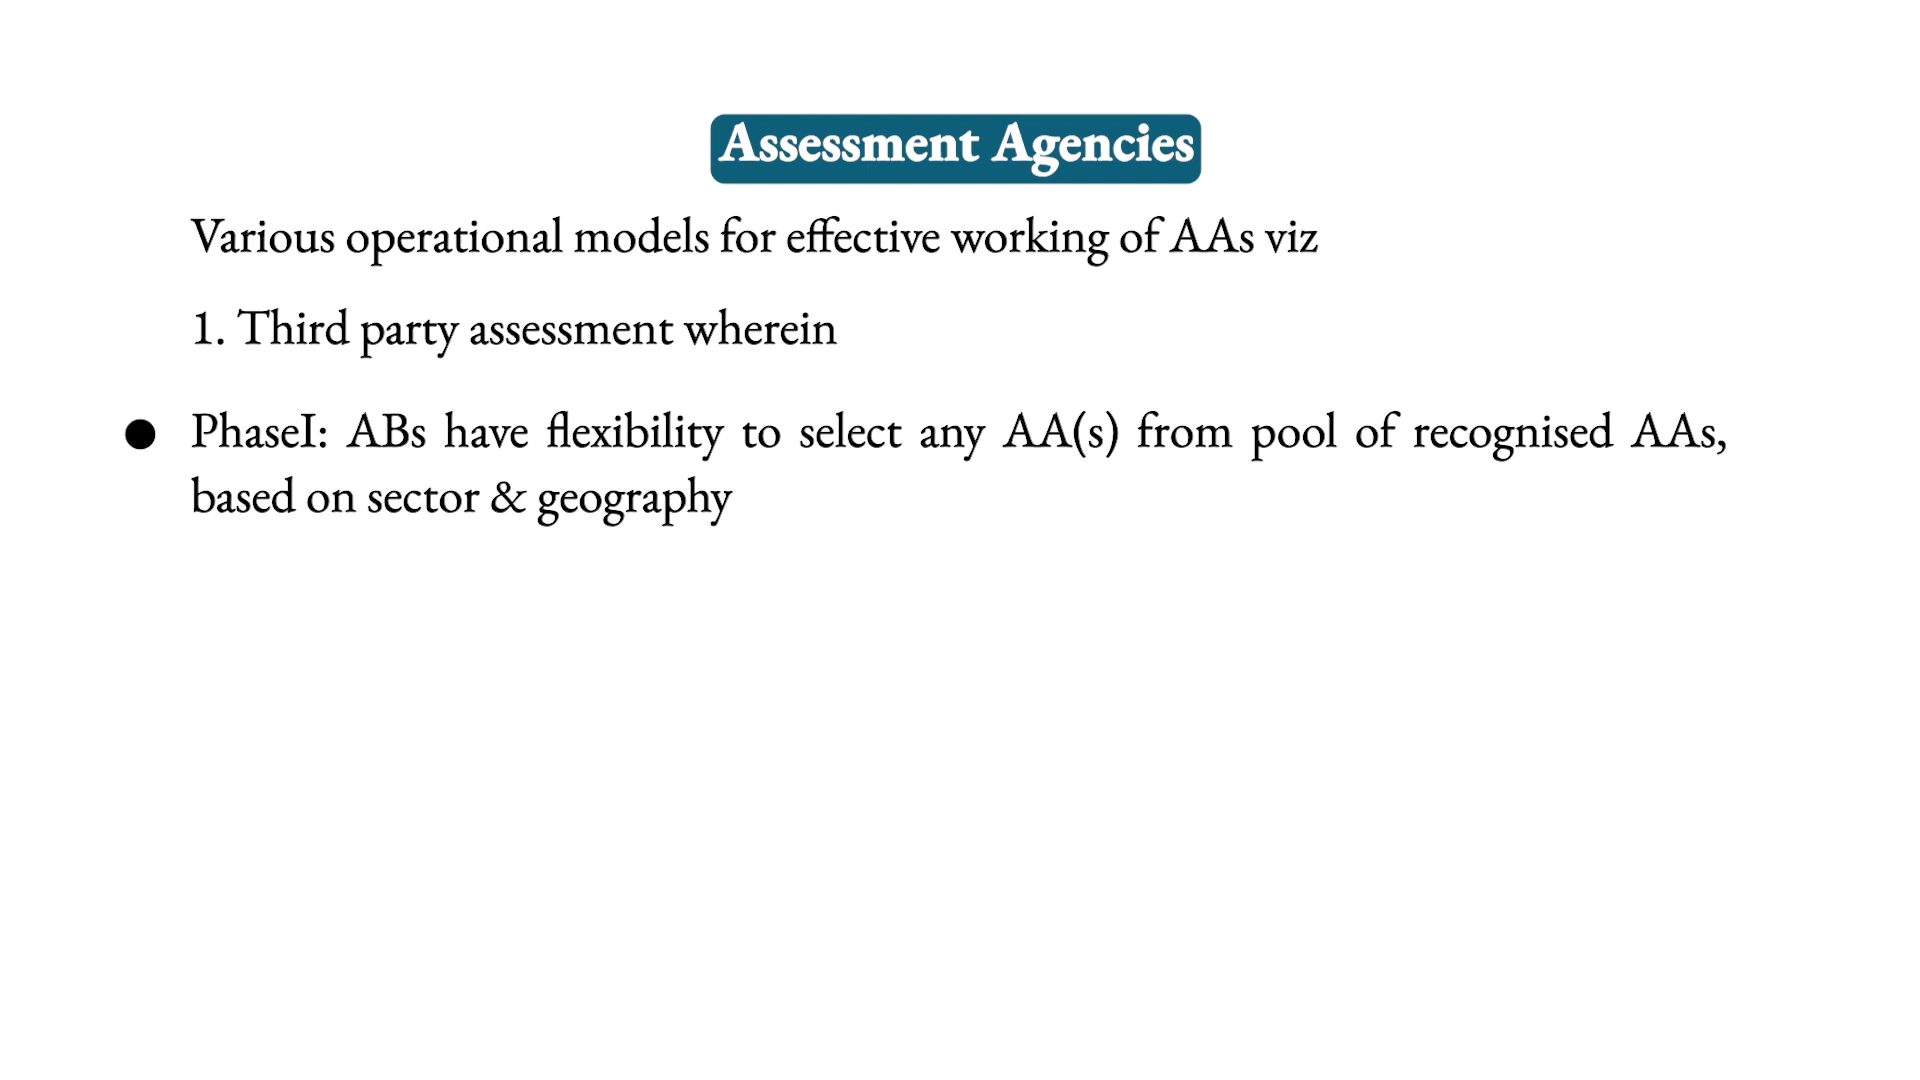 Assessment Agencies
Various operational models for effective working of AAs viz
1. Third party assessment wherein
● PhaseI: ABs have flexibility to select any AA(s) from pool of recognised AAs,
based on sector & geography